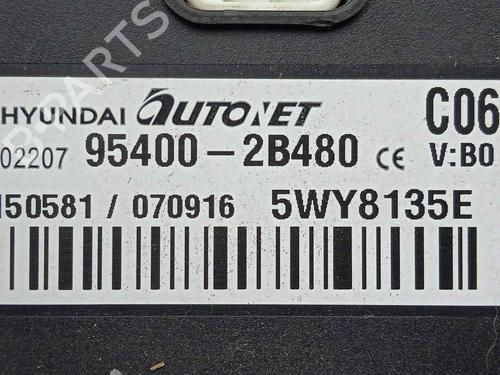 HYUNDAI AUTONET C06
02207 95400-2B480 CE V:B0
150581 / 070916 5WY8135E